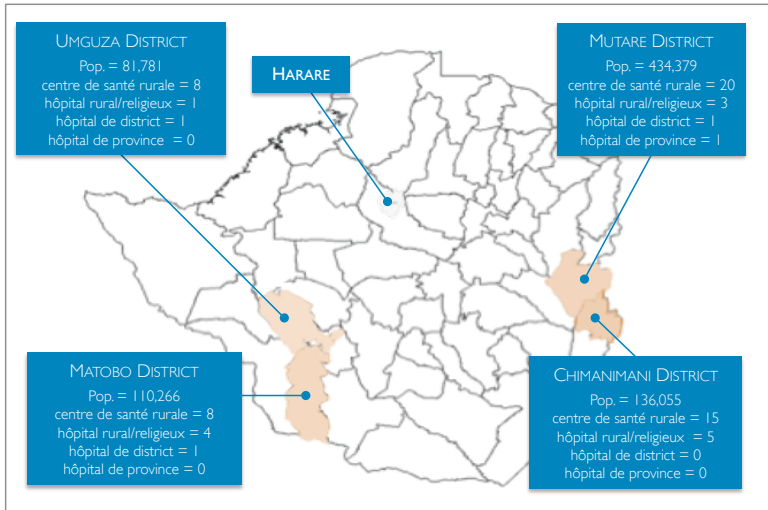 UMGUZA DISTRICT
Pop. = 81,781
centre de santé rurale = 8
hôpital rural/religieux = 1
hôpital de district = 1
hôpital de province = 0
HARARE
MUTARE DISTRICT
Pop. = 434,379
centre de santé rurale = 20
hôpital rural/religieux = 3
hôpital de district = 1
hôpital de province = 1
MATOBO DISTRICT
Pop. = 110,266
centre de santé rurale = 8
hôpital rural/religieux = 4
hôpital de district = 1
hôpital de province = 0
CHIMANIMANI DISTRICT
Pop. = 136,055
centre de santé rurale = 15
hôpital rural/religieux = 5
hôpital de district = 0
hôpital de province = 0